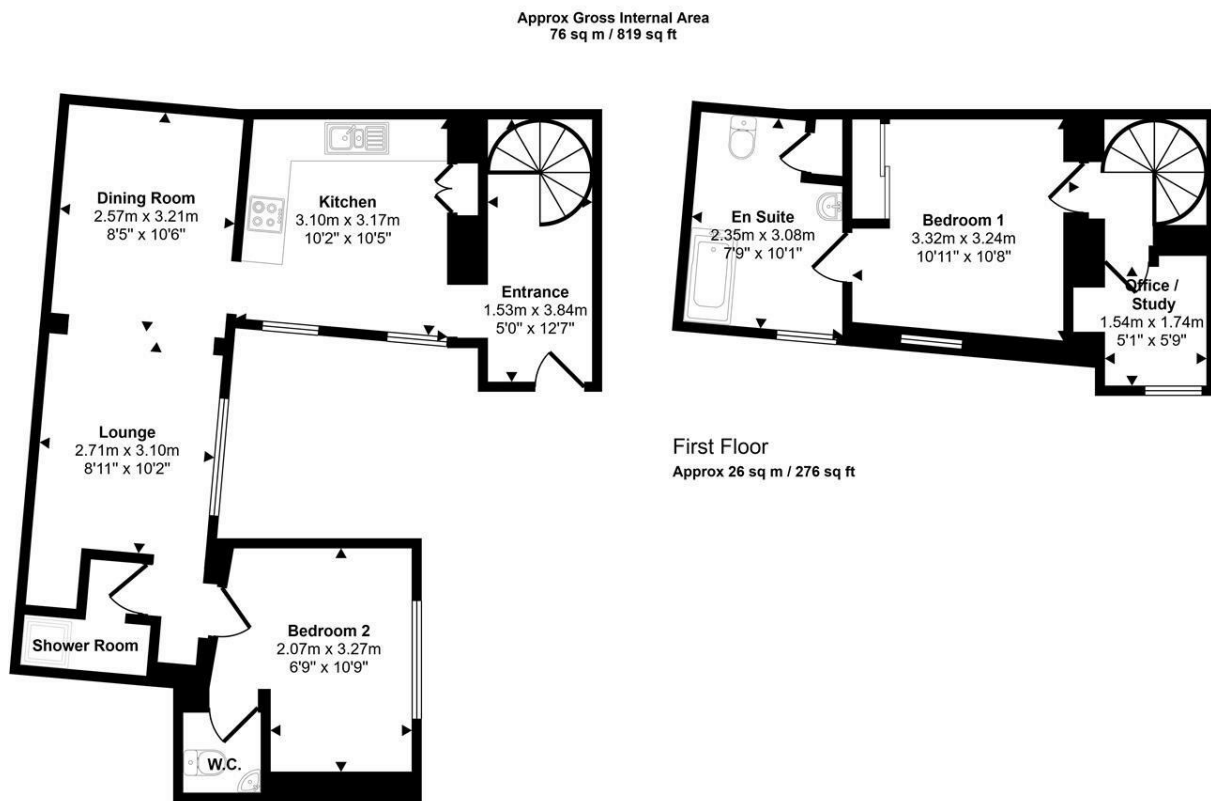 Approx Gross Internal Area
76 sq m / 819 sq ft
Dining Room
2.57m x 3.21m
8'5" x 10'6"
Kitchen
3.10m x 3.17m
10'2" x 10'5"
Entrance
1.53m x 3.84m
5'0" x 12'7"
Lounge
2.71m x 3.10m
8'11" x 10'2"
Shower Room
Bedroom 2
2.07m x 3.27m
6'9" x 10'9"
W.C.
En Suite
2.35m x 3.08m
7'9" x 10'1"
Bedroom 1
3.32m x 3.24m
10'11" x 10'8"
Office /
Study
1.54m x 1.74m
5'1" x 5'9"
First Floor
Approx 26 sq m / 276 sq ft